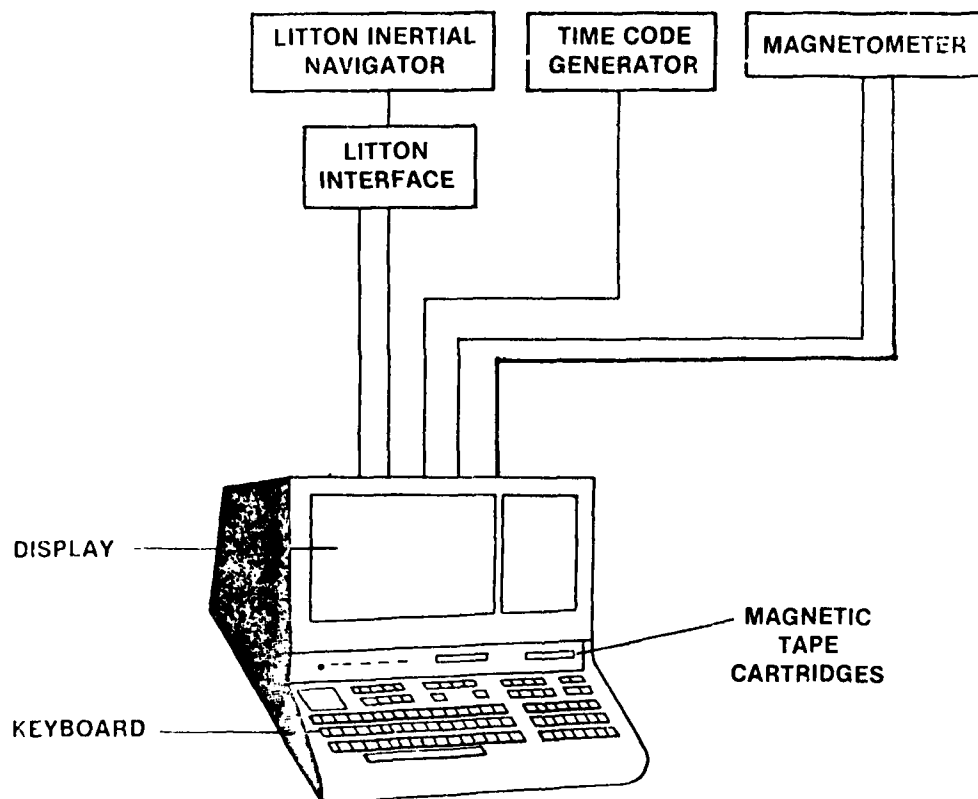 LITTON INERTIAL
NAVIGATOR
TIME CODE
GENERATOR
MAGNETOMETER
LITTON
INTERFACE
DISPLAY
MAGNETIC
TAPE
CARTRIDGES
KEYBOARD